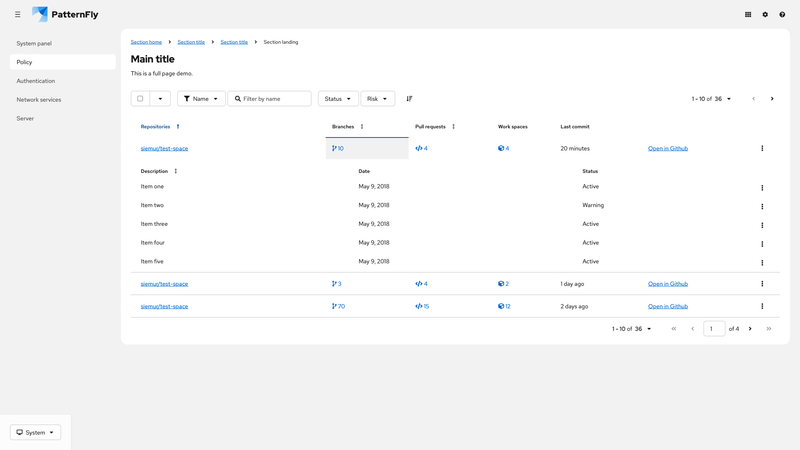 PatternFly
System panel
Policy
Authentication
Network services
Server
Section home
Section title
Section title
Section landing
Main title
This is a full page demo.
Name
Filter by name
Status
Risk
1 - 10 of 36
Repositories Branches Pull requests Work spaces Last commit
siemur/test-space 10 4 4 20 minutes Open in Github
Description Date Status
Item one May 9, 2018 Active
Item two May 9, 2018 Warning
Item three May 9, 2018 Active
Item four May 9, 2018 Active
Item five May 9, 2018 Active
siemur/test-space 3 4 2 1 day ago Open in Github
siemur/test-space 70 15 12 2 days ago Open in Github
1 - 10 of 36 1 of 4
System